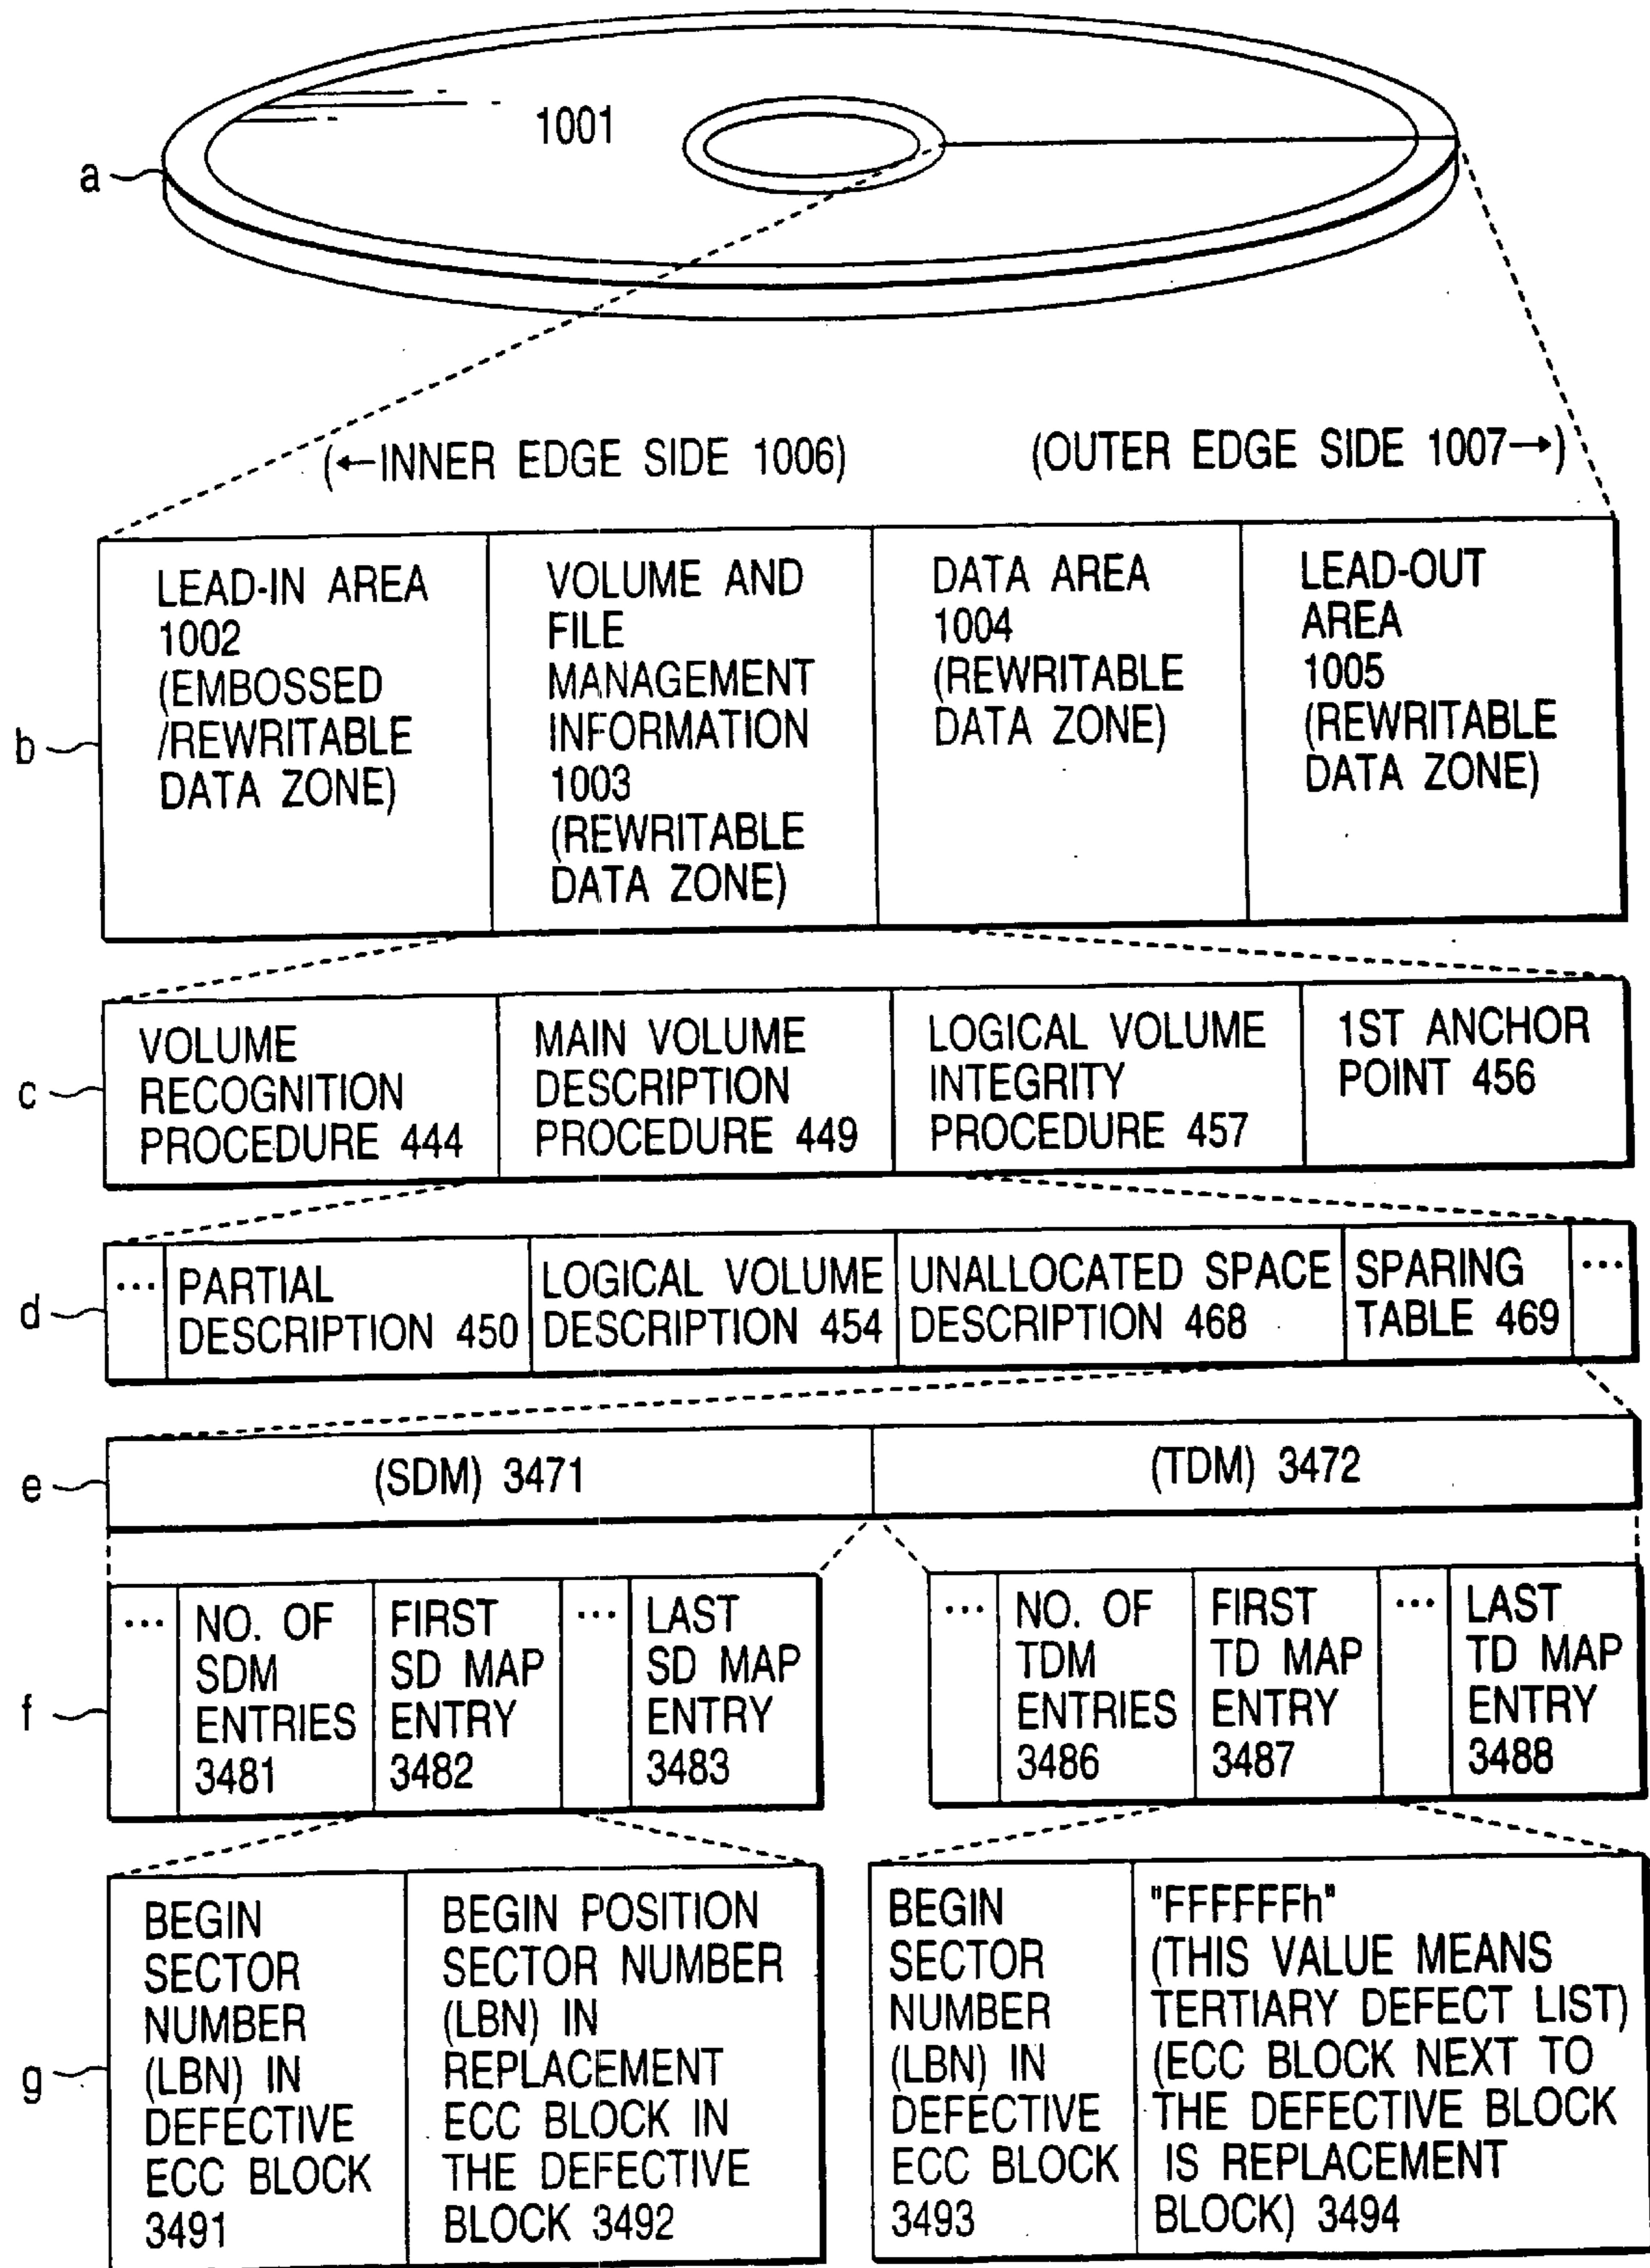 1001
a
(←INNER EDGE SIDE 1006)
(OUTER EDGE SIDE 1007→)
b
LEAD-IN AREA
1002
(EMBOSSED
/REWRITABLE
DATA ZONE)
VOLUME AND
FILE
MANAGEMENT
INFORMATION
1003
(REWRITABLE
DATA ZONE)
DATA AREA
1004
(REWRITABLE
DATA ZONE)
LEAD-OUT
AREA
1005
(REWRITABLE
DATA ZONE)
c
VOLUME
RECOGNITION
PROCEDURE 444
MAIN VOLUME
DESCRIPTION
PROCEDURE 449
LOGICAL VOLUME
INTEGRITY
PROCEDURE 457
1ST ANCHOR
POINT 456
d
...
PARTIAL
DESCRIPTION 450
LOGICAL VOLUME
DESCRIPTION 454
UNALLOCATED SPACE
DESCRIPTION 468
SPARING
TABLE 469
...
e
(SDM) 3471
(TDM) 3472
f
...
NO. OF
SDM
ENTRIES
3481
FIRST
SD MAP
ENTRY
3482
...
LAST
SD MAP
ENTRY
3483
...
NO. OF
TDM
ENTRIES
3486
FIRST
TD MAP
ENTRY
3487
...
LAST
TD MAP
ENTRY
3488
g
BEGIN
SECTOR
NUMBER
(LBN) IN
DEFECTIVE
ECC BLOCK
3491
BEGIN POSITION
SECTOR NUMBER
(LBN) IN
REPLACEMENT
ECC BLOCK IN
THE DEFECTIVE
BLOCK 3492
BEGIN
SECTOR
NUMBER
(LBN) IN
DEFECTIVE
ECC BLOCK
3493
"FFFFFFh"
(THIS VALUE MEANS
TERTIARY DEFECT LIST)
(ECC BLOCK NEXT TO
THE DEFECTIVE BLOCK
IS REPLACEMENT
BLOCK) 3494